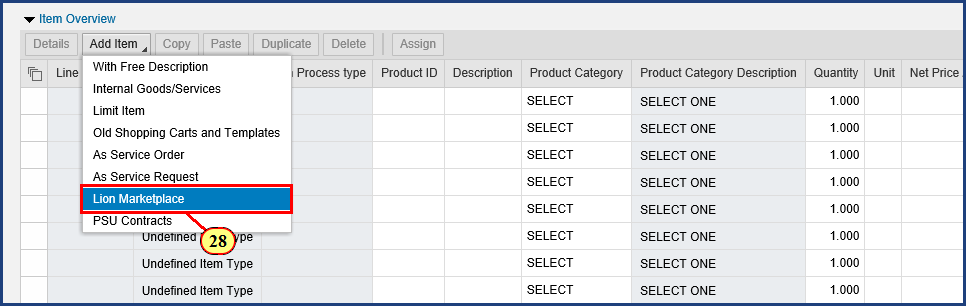 Item Overview
Details Add Item Copy Paste Duplicate Delete Assign
Line Process type Product ID Description Product Category Product Category Description Quantity Unit Net Price
With Free Description
Internal Goods/Services
SELECT SELECT ONE 1.000
Limit Item
SELECT SELECT ONE 1.000
Old Shopping Carts and Templates
As Service Order
SELECT SELECT ONE 1.000
As Service Request
SELECT SELECT ONE 1.000
Lion Marketplace
SELECT SELECT ONE 1.000
PSU Contracts
28
Undefined Item Type SELECT SELECT ONE 1.000
Undefined Item Type SELECT SELECT ONE 1.000
Undefined Item Type SELECT SELECT ONE 1.000